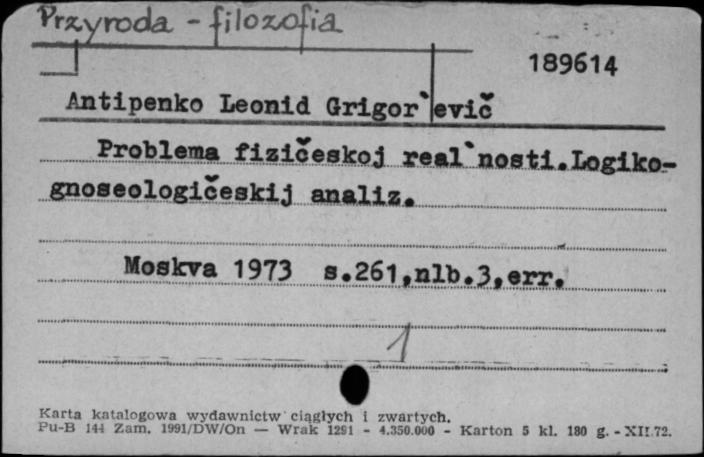 Przyroda - filozofia
189614
Antipenko Leonid Grigor`evič
Problema fizičeskoj real`nosti.Logiko-
gnoseologičeskij analiz.
Moskva 1973 s.261,nlb.3,err.
1
Karta katalogowa wydawnictw ciągłych i zwartych.
Pu-B 144 Zam. 1991/DW/On — Wrak 1291 - 4.350.000 - Karton 5 kl. 180 g. - XII.72.